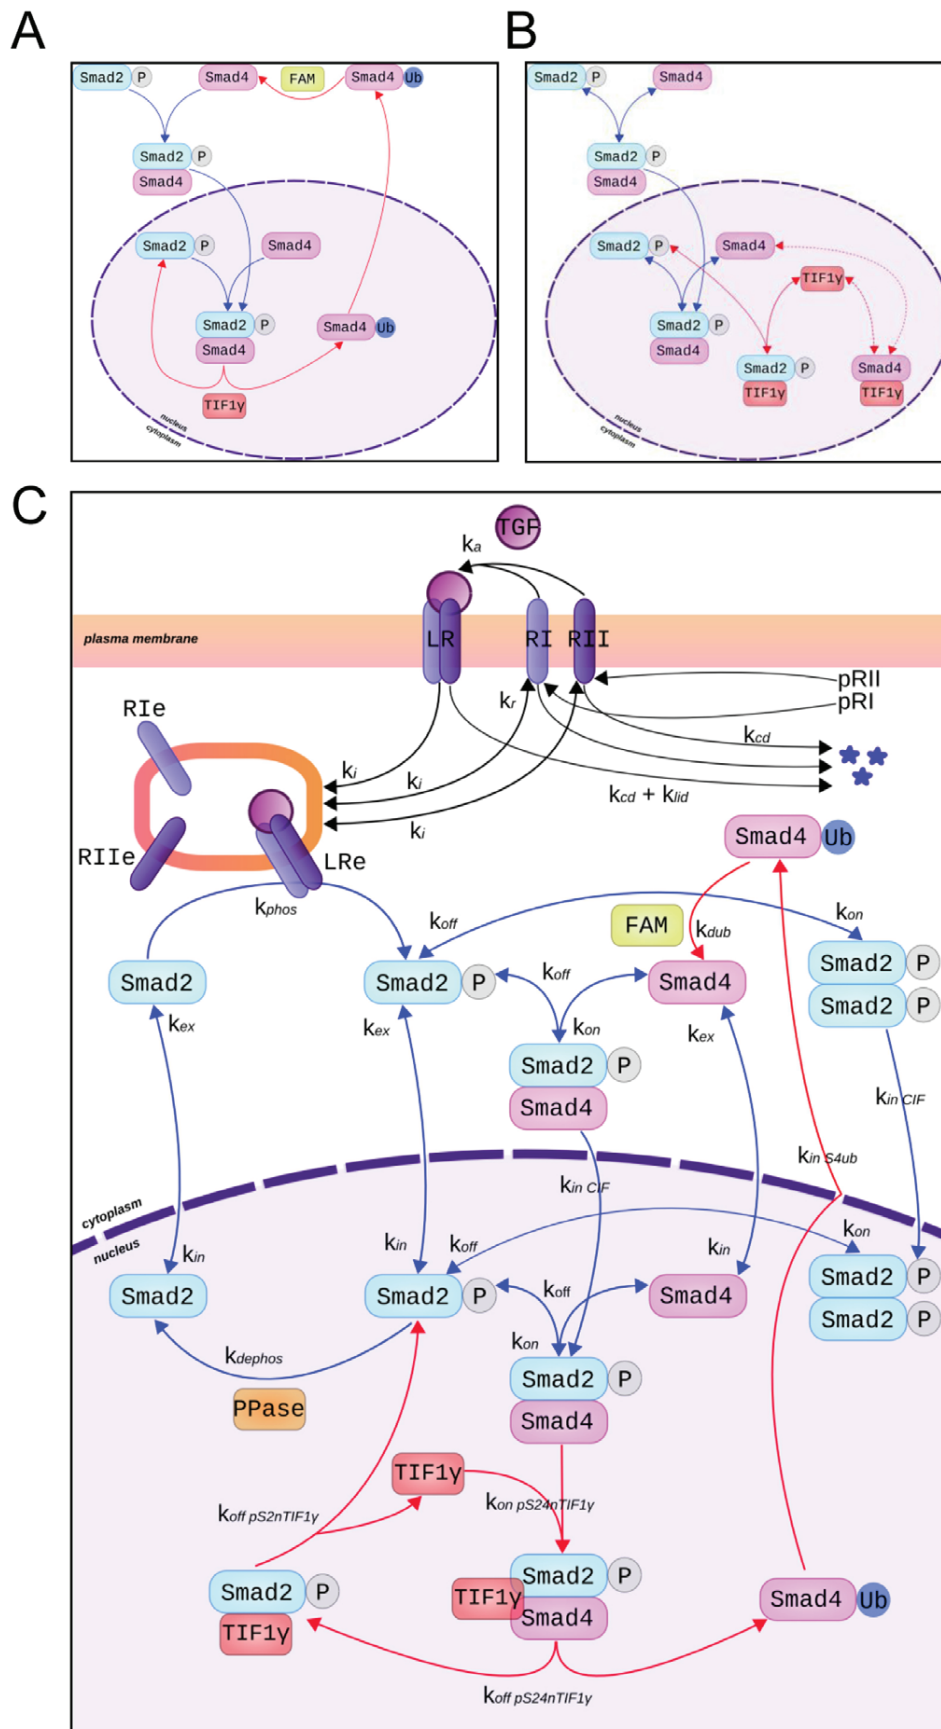 A
B
Smad2 P
Smad4
FAM
Smad4 Ub
Smad2 P
Smad4
Smad2 P
Smad4
Smad2 P
Smad4
Smad4 Ub
TIF1γ
nucleus
cytoplasm
Smad2 P
Smad4
Smad2 P
Smad4
Smad2 P
Smad4
TIF1γ
Smad2 P
Smad4
Smad2 P
TIF1γ
Smad4
TIF1γ
nucleus
cytoplasm
C
TGF
ka
plasma membrane
LR
RI
RII
pRII
pRI
kr
kcd
RIe
ki
ki
kcd + klid
ki
RIIe
LRe
Smad4 Ub
kphos
koff
FAM
kdub
kon
Smad2
Smad2 P
koff
Smad4
Smad2 P
Smad2 P
kex
kex
kon
kex
Smad2 P
Smad4
kin CIF
kin S4ub
kin CIF
cytoplasm
nucleus
kin
kin
koff
kin
kon
Smad2
Smad2 P
koff
Smad4
Smad2 P
Smad2 P
kon
kdephos
Smad2 P
Smad4
PPase
TIF1γ
koff pS2nTIF1γ
kon pS24nTIF1γ
Smad2 P
TIF1γ
Smad2 P
TIF1γ
Smad4
Smad4 Ub
koff pS24nTIF1γ